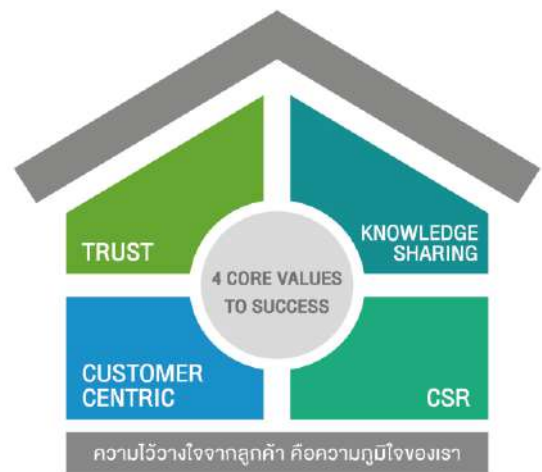 TRUST
KNOWLEDGE
SHARING
4 CORE VALUES
TO SUCCESS
CUSTOMER
CENTRIC
CSR
ความไว้วางใจจากลูกค้า คือความภูมิใจของเรา